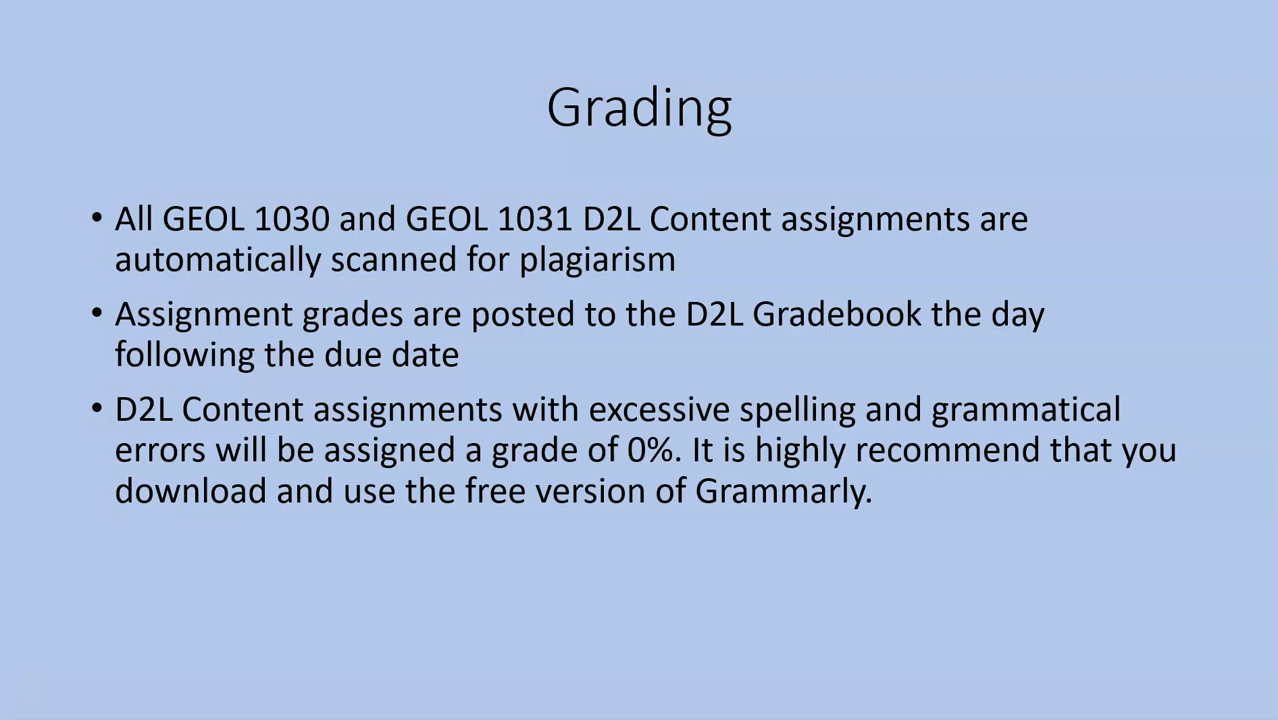 Grading
• All GEOL 1030 and GEOL 1031 D2L Content assignments are
automatically scanned for plagiarism
• Assignment grades are posted to the D2L Gradebook the day
following the due date
• D2L Content assignments with excessive spelling and grammatical
errors will be assigned a grade of 0%. It is highly recommend that you
download and use the free version of Grammarly.